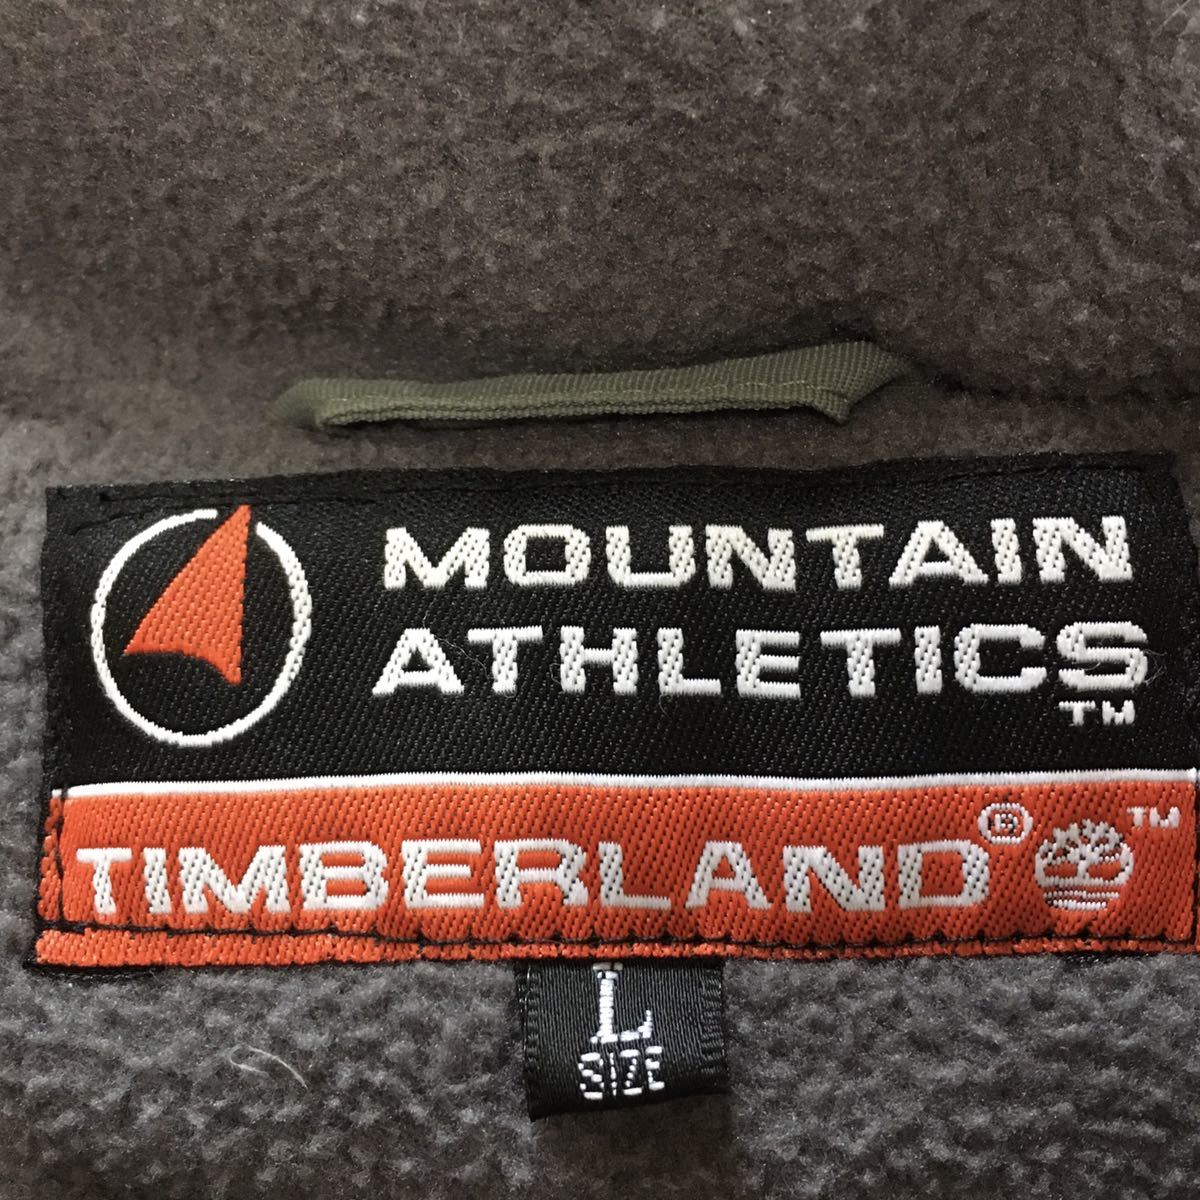 MOUNTAIN
ATHLETICS
TM
TIMBERLAND® TM
L
SIZE